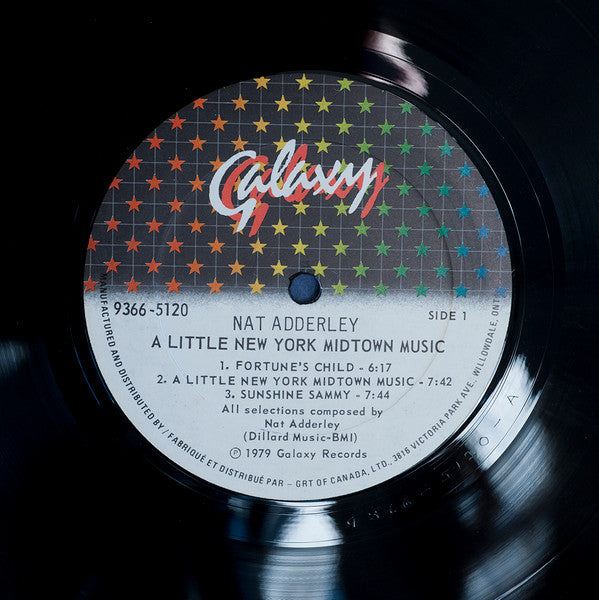 Galaxy
9366-5120
NAT ADDERLEY
SIDE 1
A LITTLE NEW YORK MIDTOWN MUSIC
1. FORTUNE'S CHILD - 6:17
2. A LITTLE NEW YORK MIDTOWN MUSIC - 7:42
3. SUNSHINE SAMMY - 7:44
All selections composed by
Nat Adderley
(Dillard Music-BMI)
℗ 1979 Galaxy Records
MANUFACTURED AND DISTRIBUTED BY / FABRIQUÉ ET DISTRIBUÉ PAR - GRT OF CANADA, LTD., 3816 VICTORIA PARK AVE. WILLOWDALE, ONT